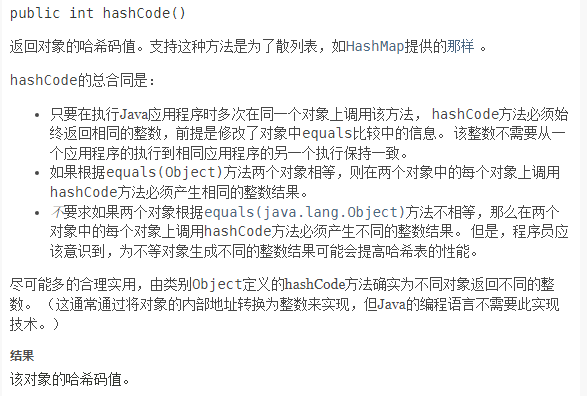 public int hashCode()
返回对象的哈希码值。支持这种方法是为了散列表，如HashMap提供的那样 。
hashCode的总合同是：
• 只要在执行Java应用程序时多次在同一个对象上调用该方法， hashCode方法必须始
终返回相同的整数，前提是修改了对象中equals比较中的信息。 该整数不需要从一
个应用程序的执行到相同应用程序的另一个执行保持一致。
• 如果根据equals(Object)方法两个对象相等，则在两个对象中的每个对象上调用
hashCode方法必须产生相同的整数结果。
• 不要求如果两个对象根据equals(java.lang.Object)方法不相等，那么在两个
对象中的每个对象上调用hashCode方法必须产生不同的整数结果。 但是，程序员应
该意识到，为不等对象生成不同的整数结果可能会提高哈希表的性能。
尽可能多的合理实用，由类别Object定义的hashCode方法确实为不同对象返回不同的整
数。 （这通常通过将对象的内部地址转换为整数来实现，但Java的编程语言不需要此实现
技术。）
结果
该对象的哈希码值。